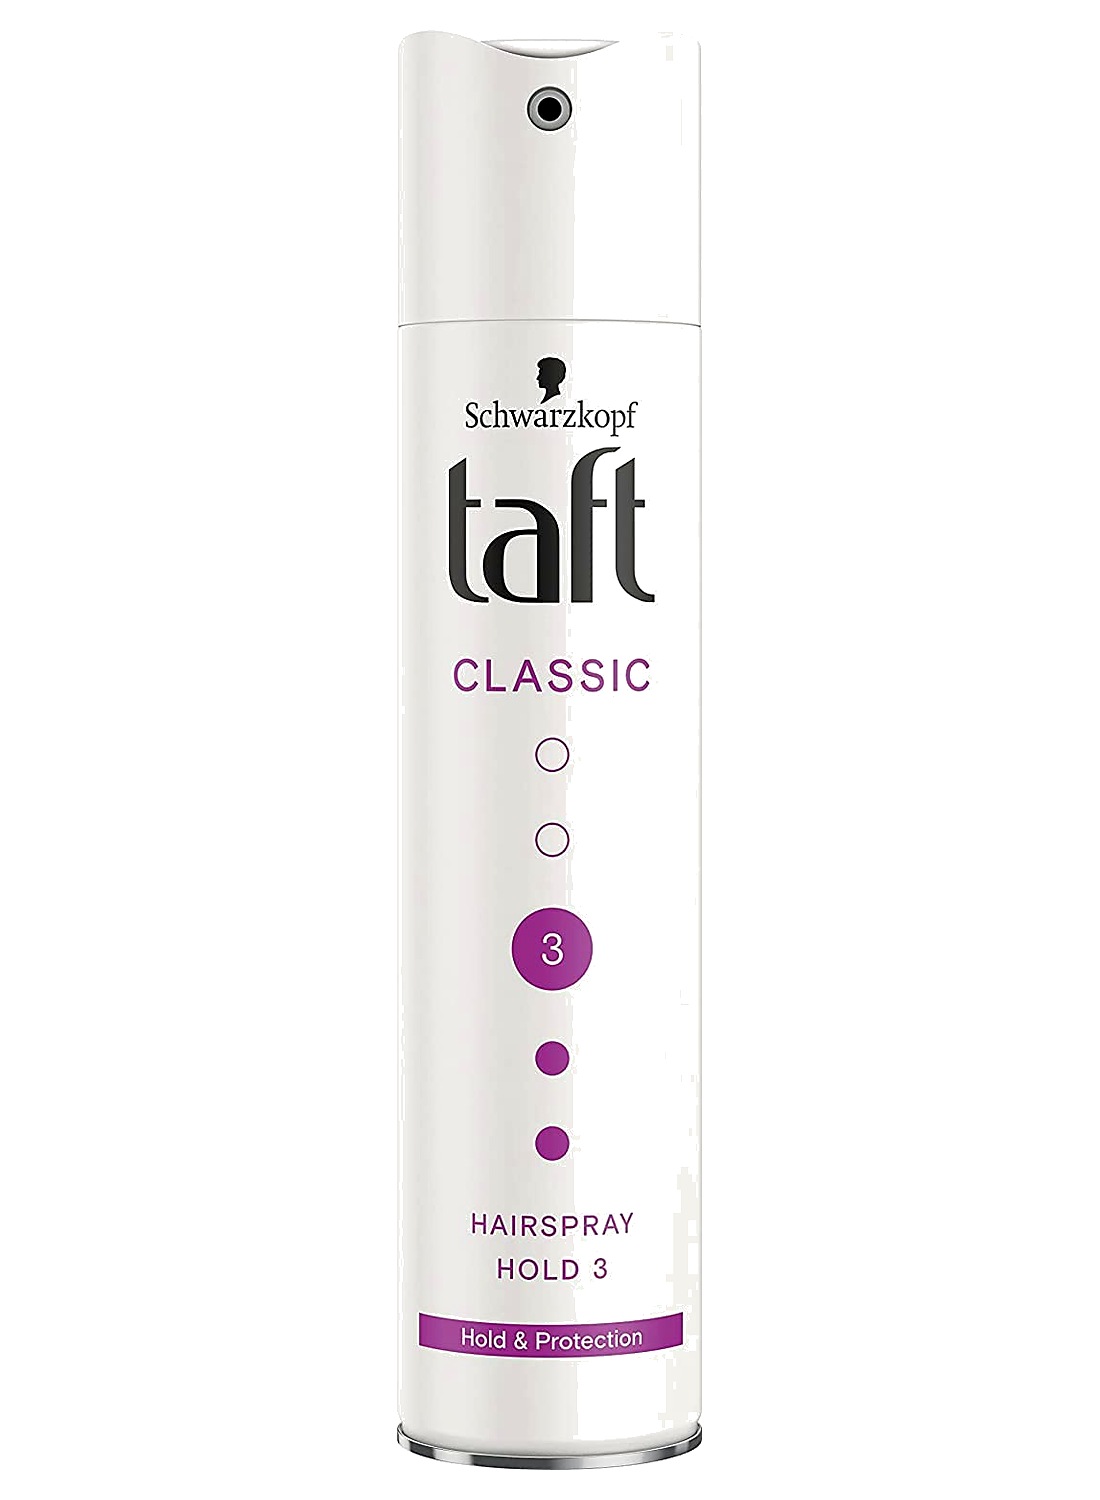 Schwarzkopf
taft
CLASSIC
3
HAIRSPRAY
HOLD 3
Hold & Protection